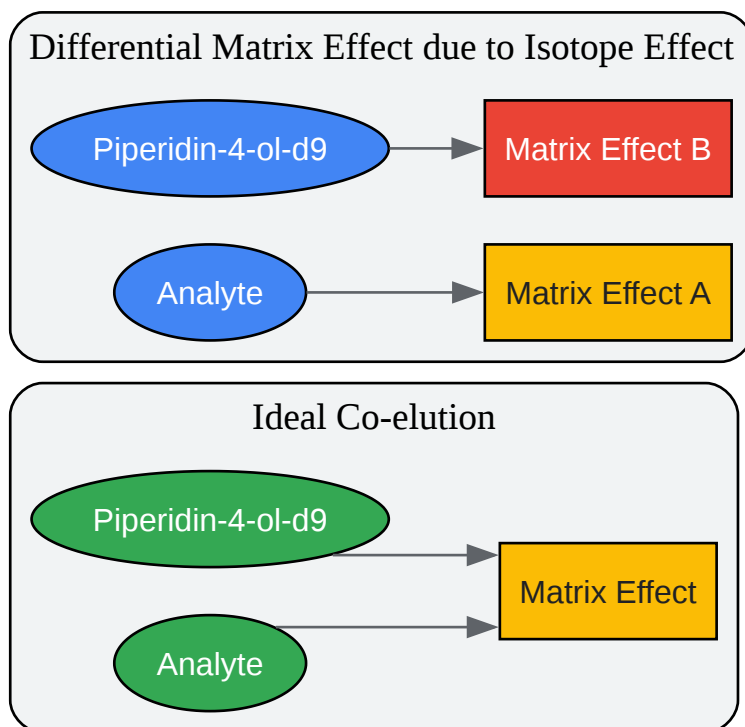 Differential Matrix Effect due to Isotope Effect
Piperidin-4-ol-d9
Matrix Effect B
Analyte
Matrix Effect A
Ideal Co-elution
Piperidin-4-ol-d9
Matrix Effect
Analyte